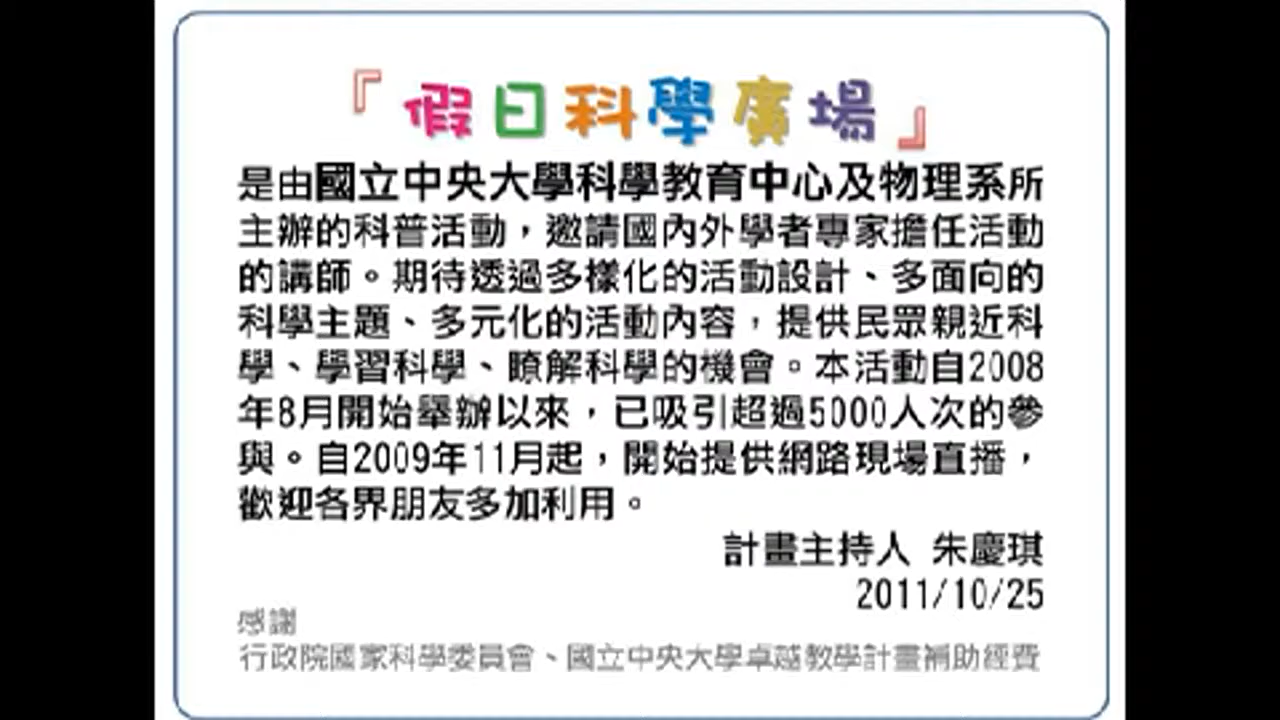 『假日科學廣場』
是由國立中央大學科學教育中心及物理系所
主辦的科普活動，邀請國內外學者專家擔任活動
的講師。期待透過多樣化的活動設計、多面向的
科學主題、多元化的活動內容，提供民眾親近科
學、學習科學、瞭解科學的機會。本活動自2008
年8月開始舉辦以來，已吸引超過5000人次的參
與。自2009年11月起，開始提供網路現場直播，
歡迎各界朋友多加利用。
計畫主持人 朱慶琪
2011/10/25
感謝
行政院國家科學委員會、國立中央大學卓越教學計畫補助經費